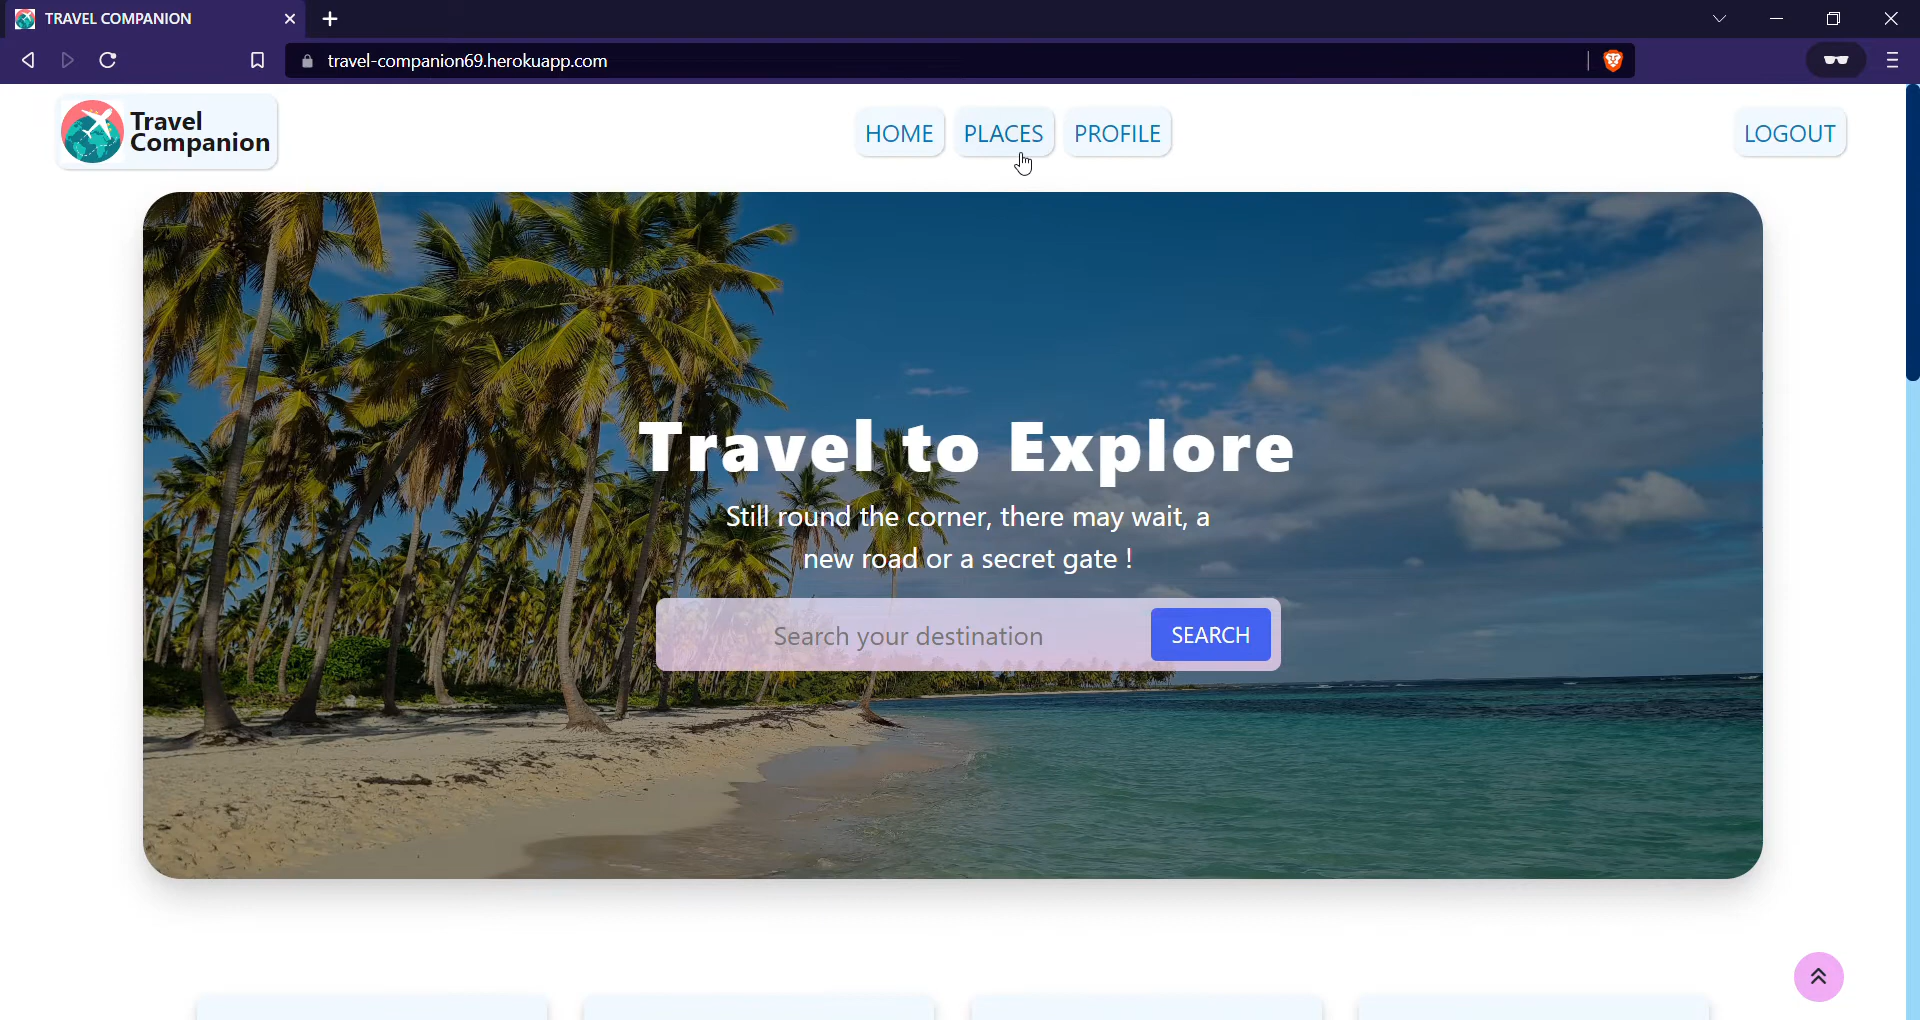 TRAVEL COMPANION
travel-companion69.herokuapp.com
Travel
Companion
HOME PLACES PROFILE LOGOUT
Travel to Explore
Still round the corner, there may wait, a
new road or a secret gate !
Search your destination SEARCH